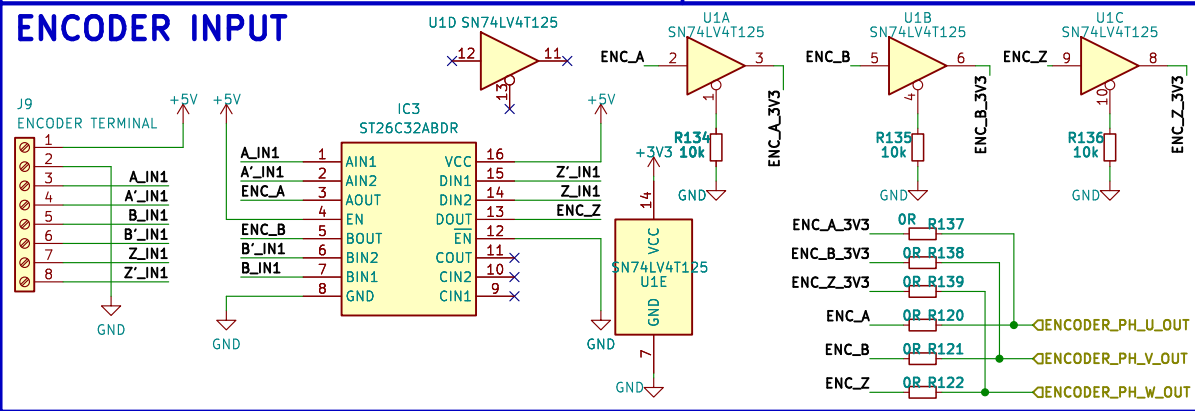 ENCODER INPUT
J9
ENCODER TERMINAL
1
2
3
4
5
6
7
8
A_IN1
A'_IN1
B_IN1
B'_IN1
Z_IN1
Z'_IN1
+5V
GND
+5V
IC3
ST26C32ABDR
A_IN1
A'_IN1
ENC_A
ENC_B
B'_IN1
B_IN1
GND
1 AIN1
2 AIN2
3 AOUT
4 EN
5 BOUT
6 BIN2
7 BIN1
8 GND
VCC 16
DIN1 15
DIN2 14
DOUT 13
EN 12
COUT 11
CIN2 10
CIN1 9
+5V
Z'_IN1
Z_IN1
ENC_Z
GND
U1D SN74LV4T125
12
11
13
U1A
SN74LV4T125
ENC_A
2
3
1
ENC_A_3V3
R134
10k
GND
U1B
SN74LV4T125
ENC_B
5
6
4
ENC_B_3V3
R135
10k
GND
U1C
SN74LV4T125
ENC_Z
9
8
10
ENC_Z_3V3
R136
10k
GND
+3V3
14
VCC
SN74LV4T125
U1E
GND
7
GND
ENC_A_3V3 0R R137
ENC_B_3V3 0R R138
ENC_Z_3V3 0R R139
ENC_A 0R R120 ENCODER_PH_U_OUT
ENC_B 0R R121 ENCODER_PH_V_OUT
ENC_Z 0R R122 ENCODER_PH_W_OUT